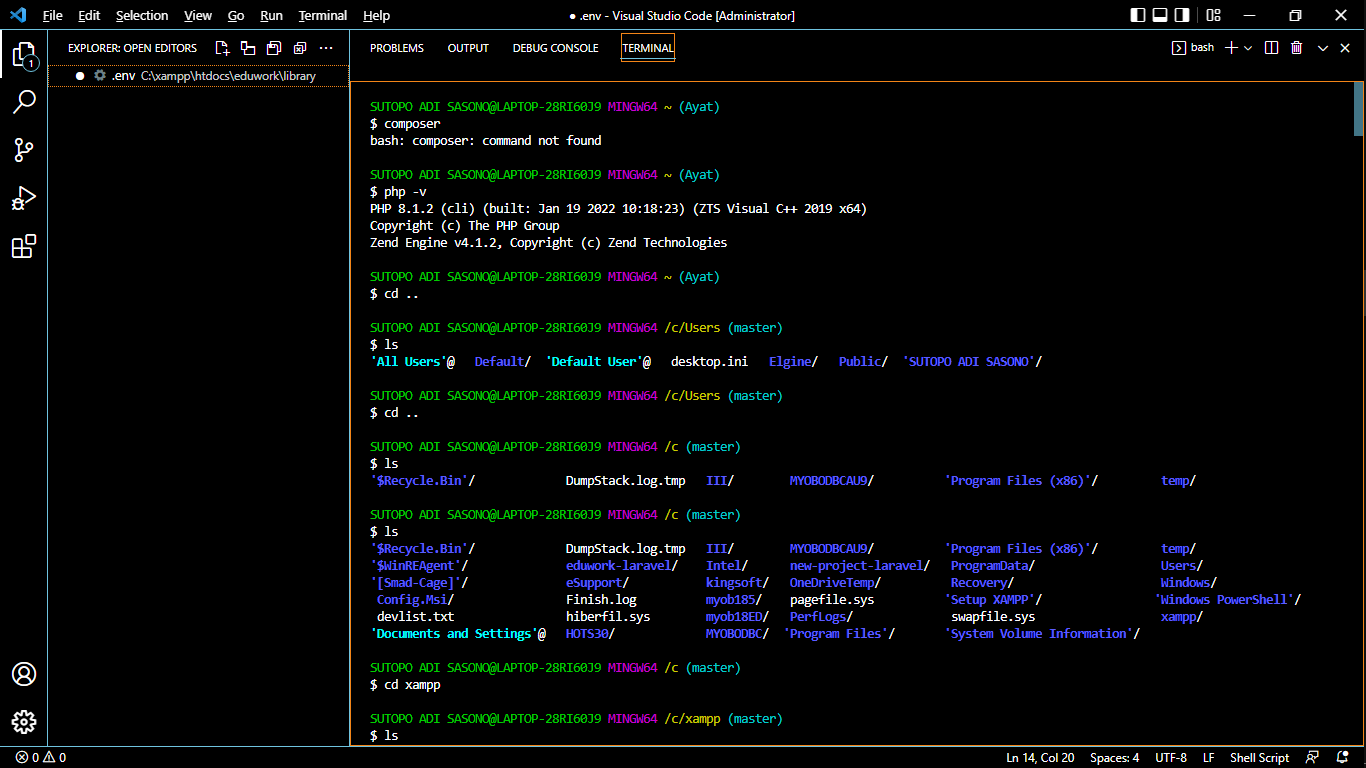 File Edit Selection View Go Run Terminal Help
● .env - Visual Studio Code [Administrator]
EXPLORER: OPEN EDITORS
PROBLEMS OUTPUT DEBUG CONSOLE TERMINAL
bash
1
● .env C:\xampp\htdocs\eduwork\library
SUTOPO ADI SASONO@LAPTOP-28RI60J9 MINGW64 ~ (Ayat)
$ composer
bash: composer: command not found
SUTOPO ADI SASONO@LAPTOP-28RI60J9 MINGW64 ~ (Ayat)
$ php -v
PHP 8.1.2 (cli) (built: Jan 19 2022 10:18:23) (ZTS Visual C++ 2019 x64)
Copyright (c) The PHP Group
Zend Engine v4.1.2, Copyright (c) Zend Technologies
SUTOPO ADI SASONO@LAPTOP-28RI60J9 MINGW64 ~ (Ayat)
$ cd ..
SUTOPO ADI SASONO@LAPTOP-28RI60J9 MINGW64 /c/Users (master)
$ ls
'All Users'@ Default/ 'Default User'@ desktop.ini Elgine/ Public/ 'SUTOPO ADI SASONO'/
SUTOPO ADI SASONO@LAPTOP-28RI60J9 MINGW64 /c/Users (master)
$ cd ..
SUTOPO ADI SASONO@LAPTOP-28RI60J9 MINGW64 /c (master)
$ ls
'$Recycle.Bin'/ DumpStack.log.tmp III/ MYOBODBCAU9/ 'Program Files (x86)'/ temp/
SUTOPO ADI SASONO@LAPTOP-28RI60J9 MINGW64 /c (master)
$ ls
'$Recycle.Bin'/ DumpStack.log.tmp III/ MYOBODBCAU9/ 'Program Files (x86)'/ temp/
'$WinREAgent'/ eduwork-laravel/ Intel/ new-project-laravel/ ProgramData/ Users/
'[Smad-Cage]'/ eSupport/ kingsoft/ OneDriveTemp/ Recovery/ Windows/
Config.Msi/ Finish.log myob185/ pagefile.sys 'Setup XAMPP'/ 'Windows PowerShell'/
devlist.txt hiberfil.sys myob18ED/ PerfLogs/ swapfile.sys xampp/
'Documents and Settings'@ HOTS30/ MYOBODBC/ 'Program Files'/ 'System Volume Information'/
SUTOPO ADI SASONO@LAPTOP-28RI60J9 MINGW64 /c (master)
$ cd xampp
SUTOPO ADI SASONO@LAPTOP-28RI60J9 MINGW64 /c/xampp (master)
$ ls
0 0 Ln 14, Col 20 Spaces: 4 UTF-8 LF Shell Script